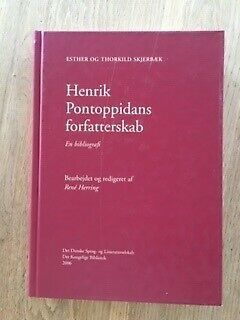 ESTHER OG THORKILD SKJERBÆK
Henrik
Pontoppidans
forfatterskab
En bibliografi
Bearbejdet og redigeret af
René Herring
Det Danske Sprog- og Litteraturselskab
Det Kongelige Bibliotek
2006